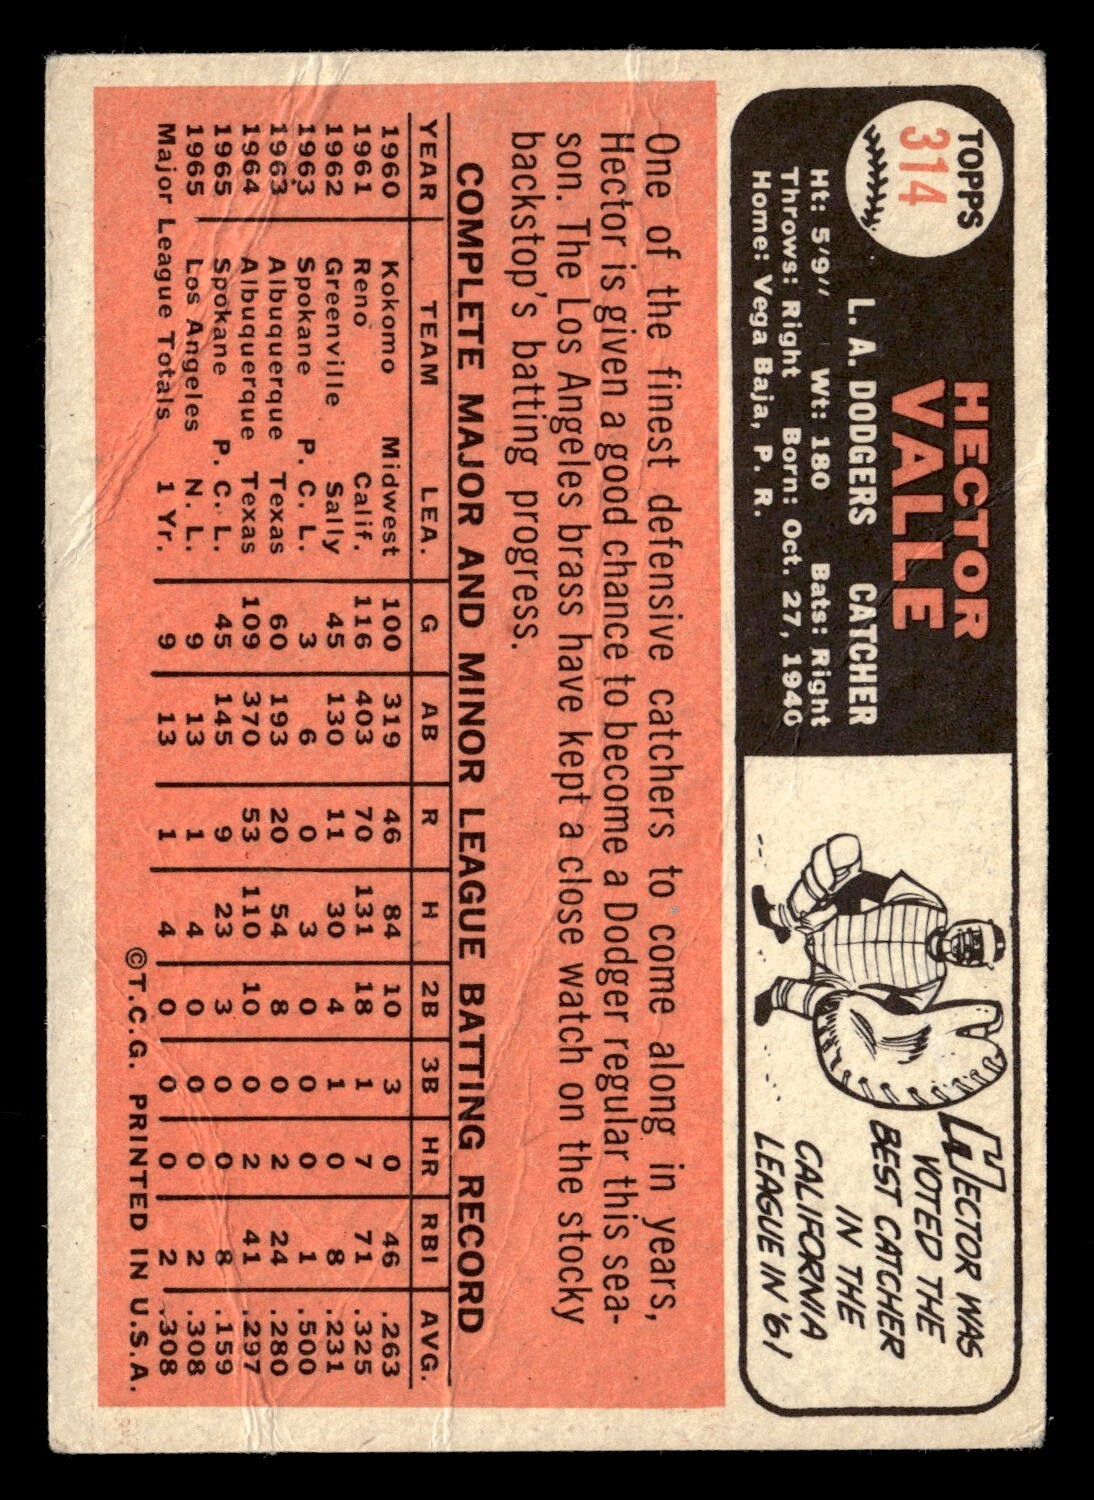 TOPPS
314
HECTOR
VALLE
L. A. DODGERS CATCHER
Ht: 5'9" Wt: 180 Bats: Right
Throws: Right Born: Oct. 27, 1940
Home: Vega Baja, P. R.
HECTOR WAS
VOTED THE
BEST CATCHER
IN THE
CALIFORNIA
LEAGUE IN '61
One of the finest defensive catchers to come along in years,
Hector is given a good chance to become a Dodger regular this sea-
son. The Los Angeles brass have kept a close watch on the stocky
backstop's batting progress.
COMPLETE MAJOR AND MINOR LEAGUE BATTING RECORD
YEAR TEAM LEA. G AB R H 2B 3B HR RBI AVG.
1960 Kokomo Midwest 100 319 46 84 10 3 0 46 .263
1961 Reno Calif. 116 403 70 131 18 1 7 71 .325
1962 Greenville Sally 45 130 11 30 4 1 0 8 .231
1963 Spokane P. C. L. 3 6 0 3 0 0 0 1 .500
1963 Albuquerque Texas 60 193 20 54 8 0 2 24 .280
1964 Albuquerque Texas 109 370 53 110 10 0 2 41 .297
1965 Spokane P. C. L. 45 145 9 23 3 0 0 8 .159
1965 Los Angeles N. L. 9 13 1 4 0 0 0 2 .308
Major League Totals 1 Yr. 9 13 1 4 0 0 0 2 .308
©T.C.G. PRINTED IN U.S.A.